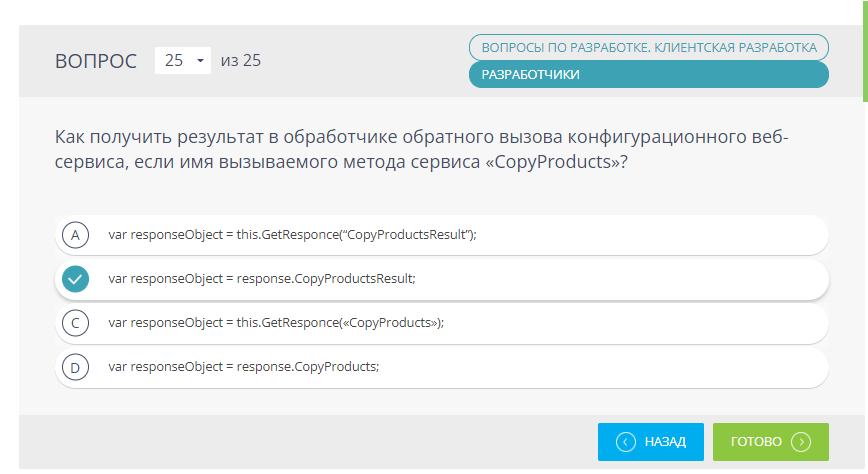 ВОПРОС 25 из 25
ВОПРОСЫ ПО РАЗРАБОТКЕ. КЛИЕНТСКАЯ РАЗРАБОТКА
РАЗРАБОТЧИКИ
Как получить результат в обработчике обратного вызова конфигурационного веб-
сервиса, если имя вызываемого метода сервиса «CopyProducts»?
A var responseObject = this.GetResponce(“CopyProductsResult”);
var responseObject = response.CopyProductsResult;
C var responseObject = this.GetResponce(«CopyProducts»);
D var responseObject = response.CopyProducts;
НАЗАД
ГОТОВО